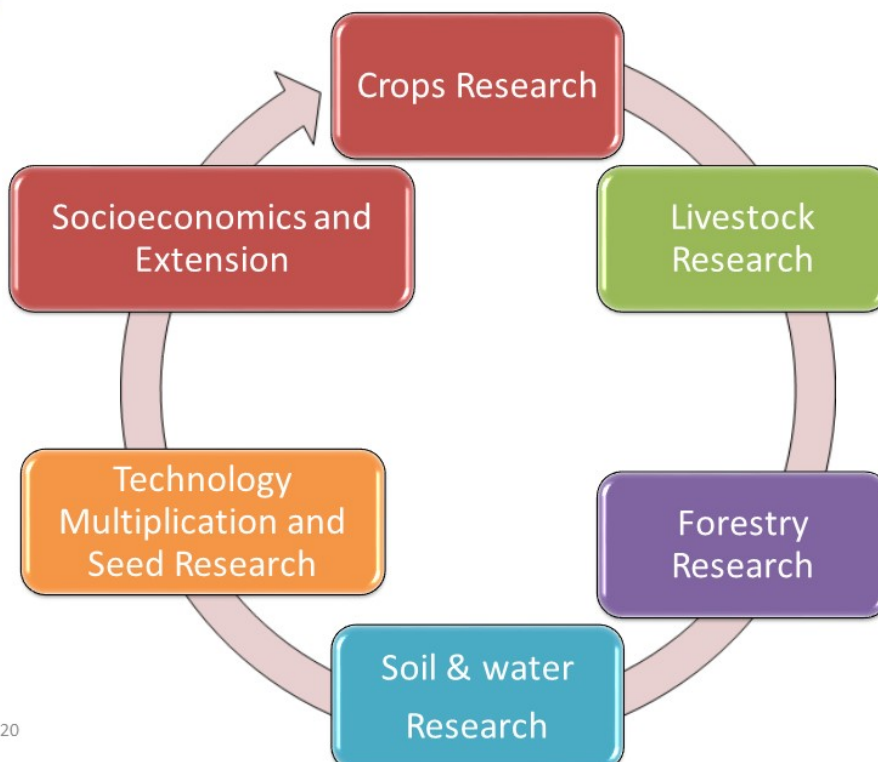 Crops Research
Livestock
Research
Forestry
Research
Soil & water
Research
Technology
Multiplication and
Seed Research
Socioeconomics and
Extension
20